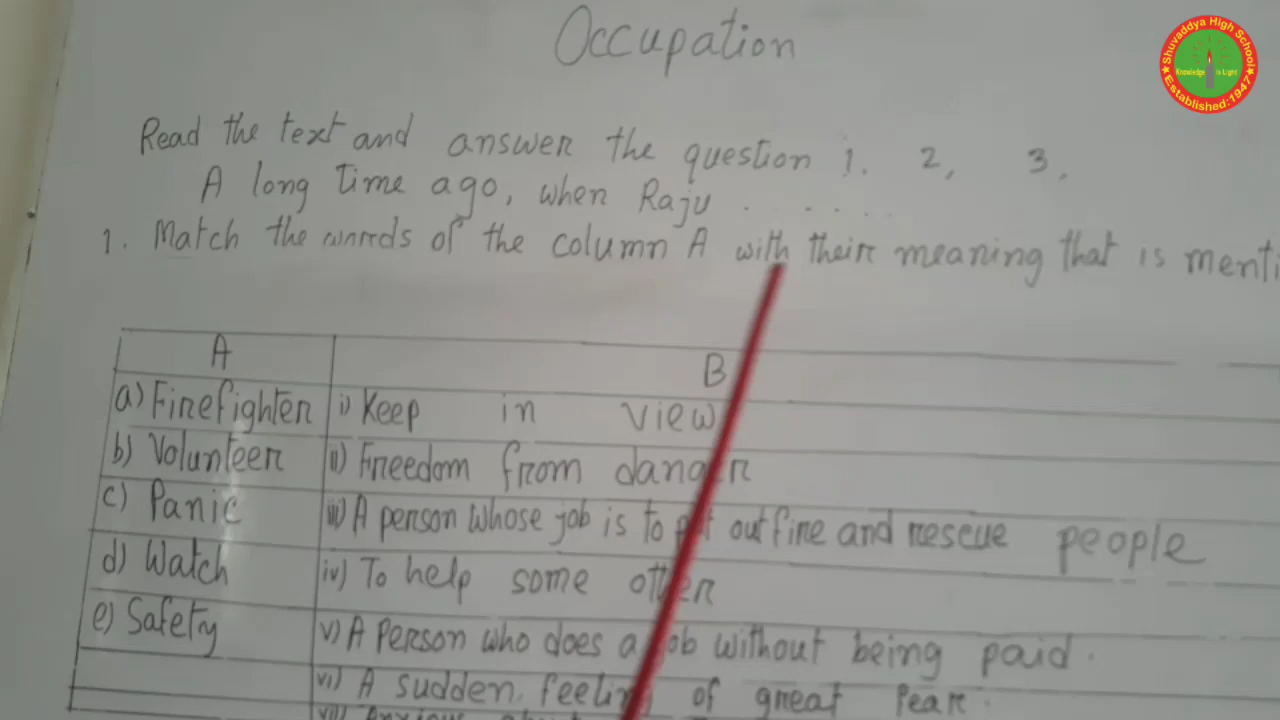 Occupation
Shuvaddya High School
Knowledge is Light
Established:1947
Read the text and answer the question 1. 2, 3.
A long time ago, when Raju . . . . . . .
1. Match the words of the column A with their meaning that is menti
A
B
a) Firefighter i) Keep in view
b) Volunteer ii) Freedom from danger
c) Panic iii) A person whose job is to put out fire and rescue people
d) Watch iv) To help some other
e) Safety v) A Person who does a job without being paid.
vi) A sudden feeling of great fear.
vii) Anxious about